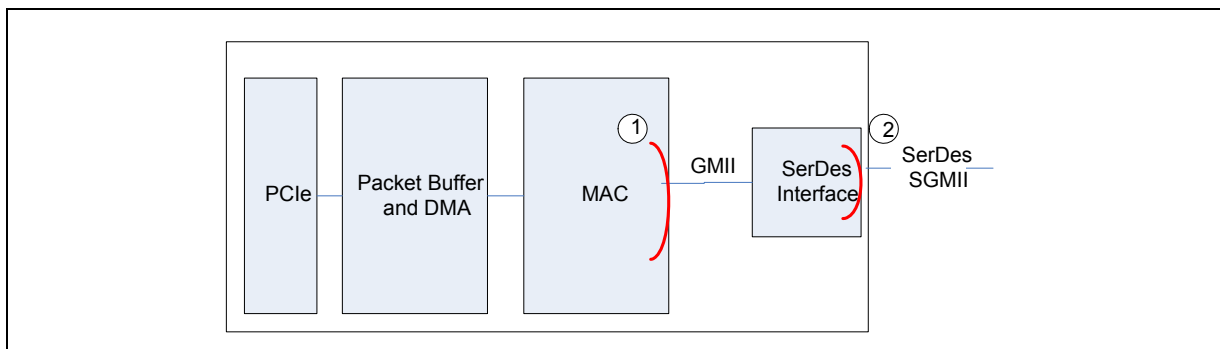 1
2
PCIe
Packet Buffer
and DMA
MAC
GMII
SerDes
Interface
SerDes
SGMII